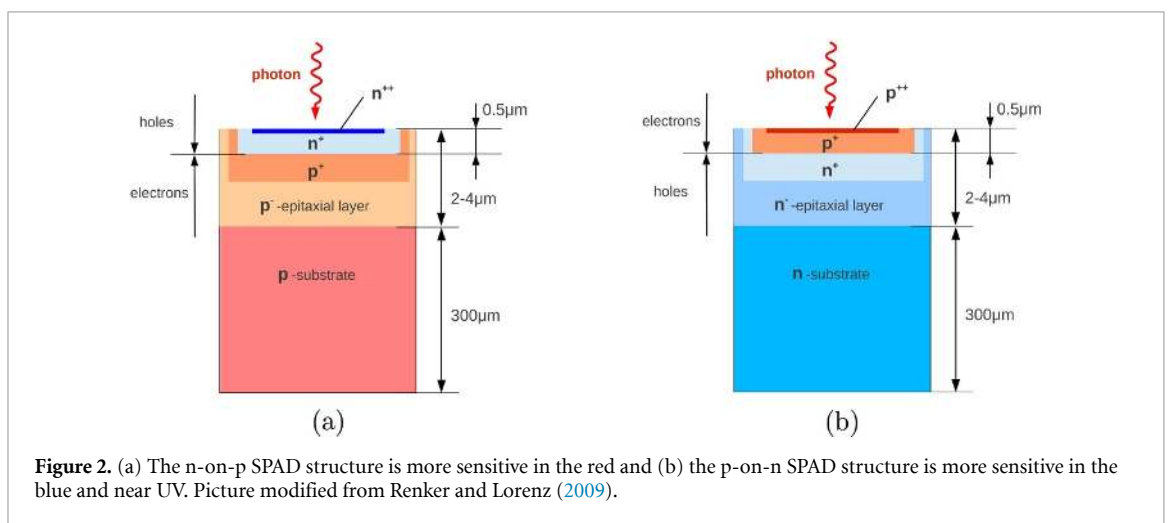 photon
n++
0.5µm
holes
n+
p+
electrons
2-4µm
p- -epitaxial layer
p -substrate
300µm
(a)
photon
p++
0.5µm
electrons
p+
n+
holes
2-4µm
n- -epitaxial layer
n -substrate
300µm
(b)
Figure 2. (a) The n-on-p SPAD structure is more sensitive in the red and (b) the p-on-n SPAD structure is more sensitive in the
blue and near UV. Picture modified from Renker and Lorenz (2009).